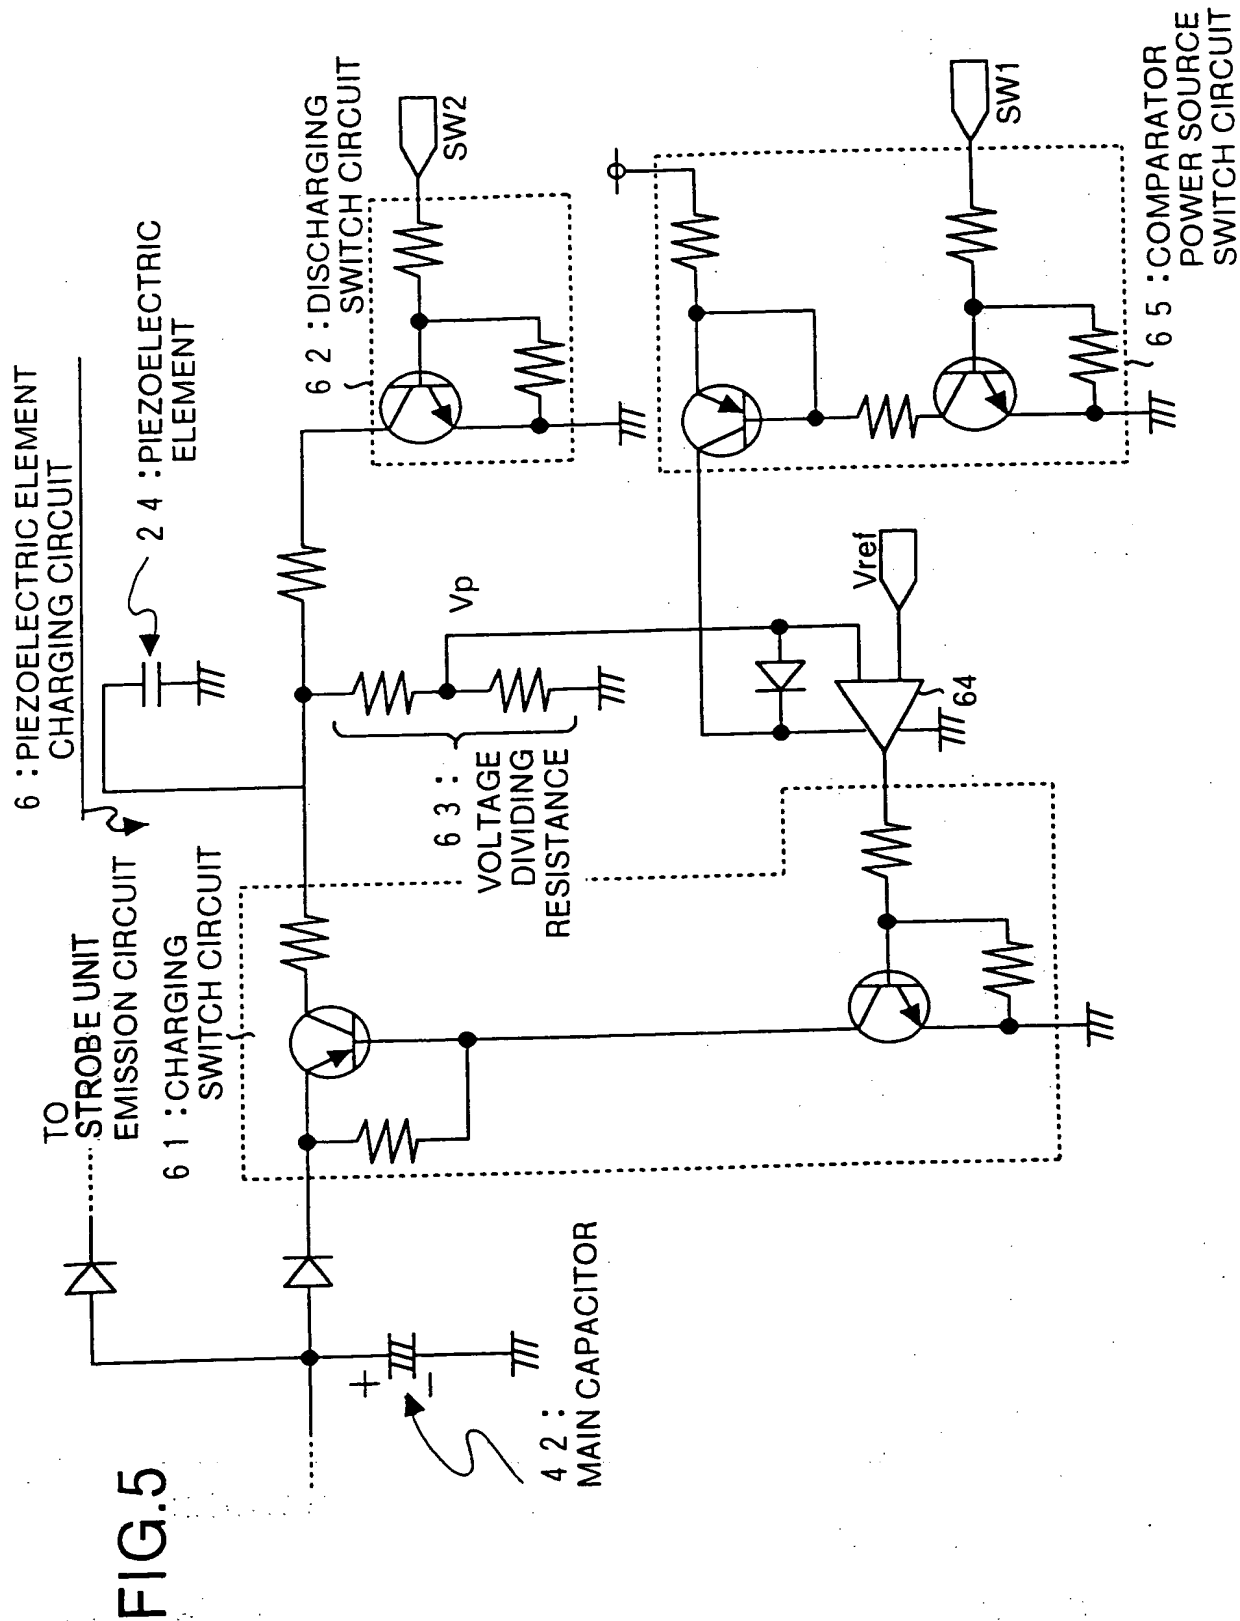 FIG.5
6 : PIEZOELECTRIC ELEMENT
CHARGING CIRCUIT
TO
STROBE UNIT
EMISSION CIRCUIT
2 4 : PIEZOELECTRIC
ELEMENT
6 1 : CHARGING
SWITCH CIRCUIT
6 2 : DISCHARGING
SWITCH CIRCUIT
SW2
+
−
4 2 :
MAIN CAPACITOR
6 3 :
VOLTAGE
DIVIDING
RESISTANCE
Vp
Vref
64
SW1
6 5 : COMPARATOR
POWER SOURCE
SWITCH CIRCUIT